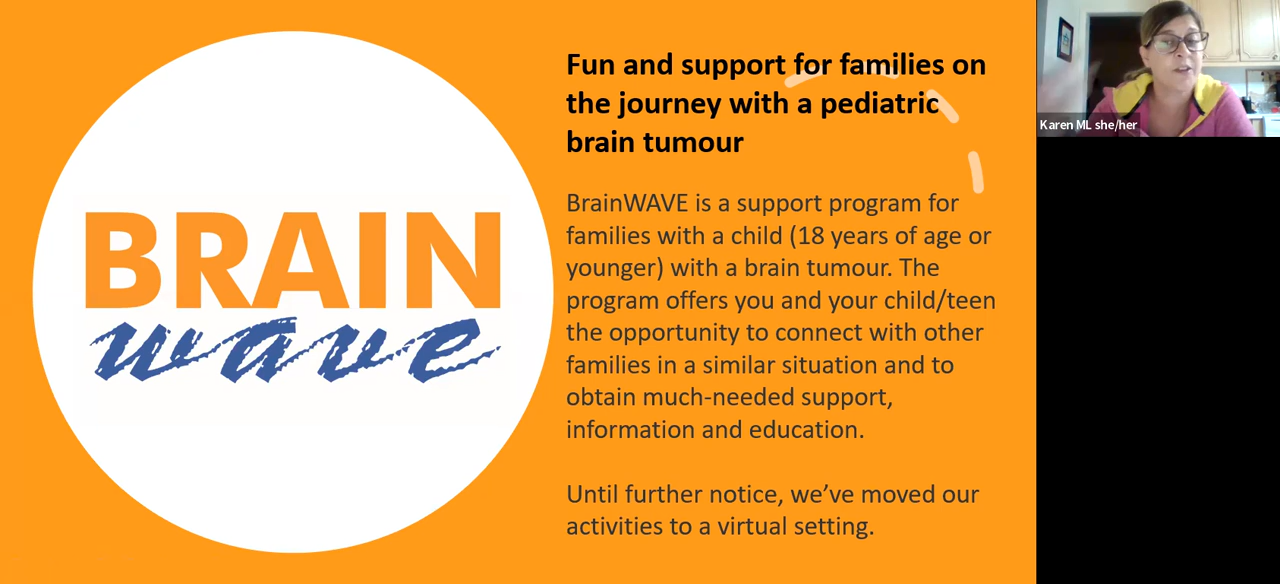 BRAIN
wave
Fun and support for families on
the journey with a pediatric
brain tumour
BrainWAVE is a support program for
families with a child (18 years of age or
younger) with a brain tumour. The
program offers you and your child/teen
the opportunity to connect with other
families in a similar situation and to
obtain much-needed support,
information and education.
Until further notice, we’ve moved our
activities to a virtual setting.
Karen ML she/her